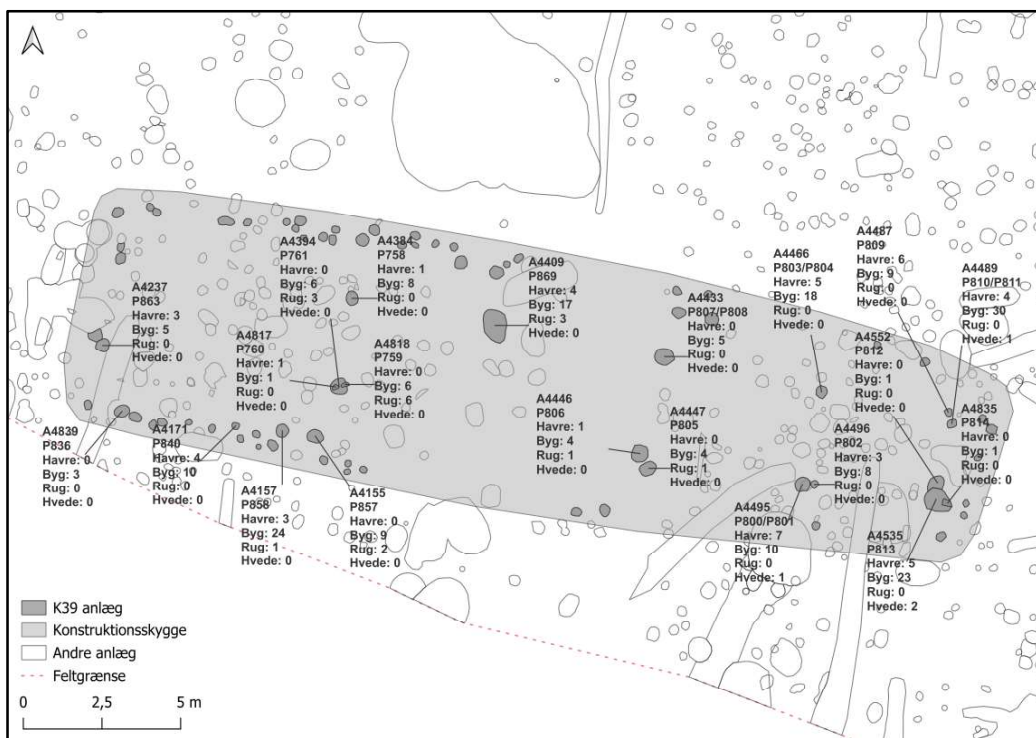 A4394
P761
Havre: 0
Byg: 6
Rug: 3
Hvede: 0
A4384
P758
Havre: 1
Byg: 8
Rug: 0
Hvede: 0
A4409
P869
Havre: 4
Byg: 17
Rug: 3
Hvede: 0
A4466
P803/P804
Havre: 5
Byg: 18
Rug: 0
Hvede: 0
A4487
P809
Havre: 6
Byg: 9
Rug: 0
Hvede: 0
A4489
P810/P811
Havre: 4
Byg: 30
Rug: 0
Hvede: 1
A4237
P863
Havre: 3
Byg: 5
Rug: 0
Hvede: 0
A4817
P760
Havre: 1
Byg: 1
Rug: 0
Hvede: 0
A4818
P759
Havre: 0
Byg: 6
Rug: 6
Hvede: 0
A4433
P807/P808
Havre: 0
Byg: 5
Rug: 0
Hvede: 0
A4552
P812
Havre: 0
Byg: 1
Rug: 0
Hvede: 0
A4446
P806
Havre: 1
Byg: 4
Rug: 1
Hvede: 0
A4447
P805
Havre: 0
Byg: 4
Rug: 1
Hvede: 0
A4835
P814
Havre: 0
Byg: 1
Rug: 0
Hvede: 0
A4839
P836
Havre: 0
Byg: 3
Rug: 0
Hvede: 0
A4171
P840
Havre: 4
Byg: 10
Rug: 0
Hvede: 0
A4496
P802
Havre: 3
Byg: 8
Rug: 0
Hvede: 0
A4157
P858
Havre: 3
Byg: 24
Rug: 1
Hvede: 0
A4155
P857
Havre: 0
Byg: 9
Rug: 2
Hvede: 0
A4495
P800/P801
Havre: 7
Byg: 10
Rug: 0
Hvede: 1
A4535
P813
Havre: 5
Byg: 23
Rug: 0
Hvede: 2
K39 anlæg
Konstruktionsskygge
Andre anlæg
Feltgrænse
0 2,5 5 m